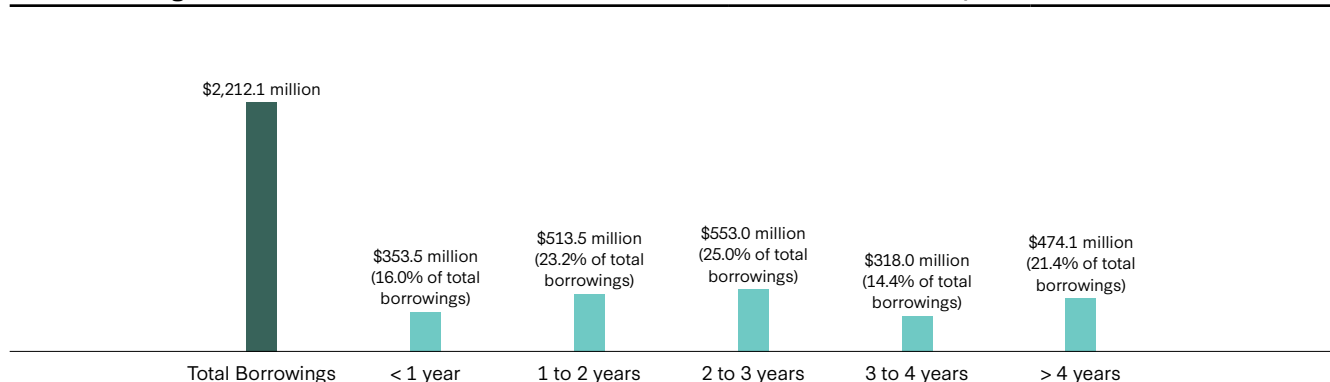 $2,212.1 million
$353.5 million
(16.0% of total
borrowings)
$513.5 million
(23.2% of total
borrowings)
$553.0 million
(25.0% of total
borrowings)
$318.0 million
(14.4% of total
borrowings)
$474.1 million
(21.4% of total
borrowings)
Total Borrowings
< 1 year
1 to 2 years
2 to 3 years
3 to 4 years
> 4 years